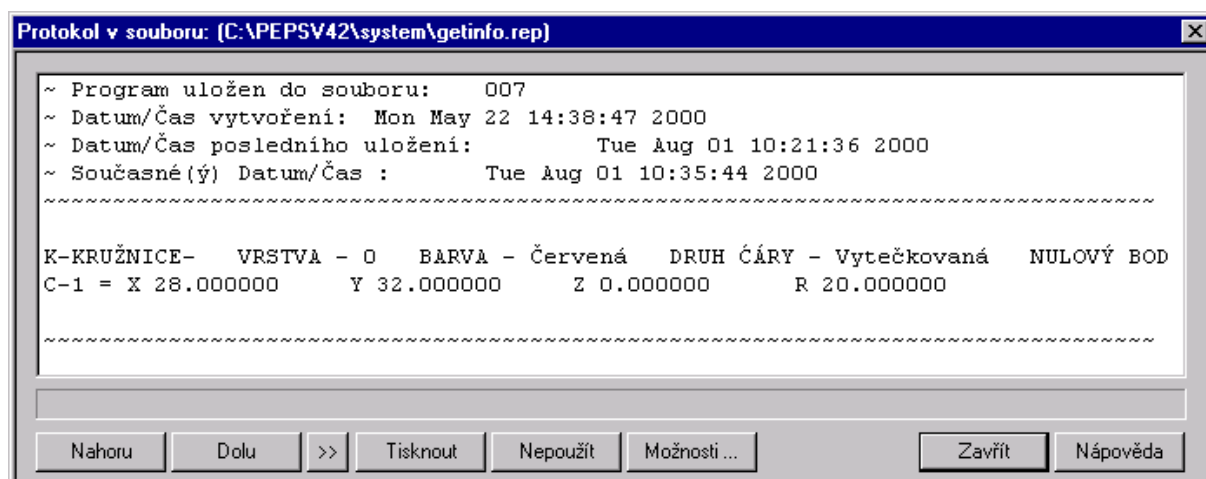 Protokol v souboru: (C:\PEPSV42\system\getinfo.rep)
~ Program uložen do souboru: 007
~ Datum/Čas vytvoření: Mon May 22 14:38:47 2000
~ Datum/Čas posledního uložení: Tue Aug 01 10:21:36 2000
~ Současné(ý) Datum/Čas : Tue Aug 01 10:35:44 2000
~~~~~~~~~~~~~~~~~~~~~~~~~~~~~~~~~~~~~~~~~~~~~~~~~~~~~~~~~~~~~~~~~~~~~~~~~~~~~~~~
K-KRUŽNICE- VRSTVA - 0 BARVA - Červená DRUH ĆÁRY - Vytečkovaná NULOVÝ BOD
C-1 = X 28.000000 Y 32.000000 Z 0.000000 R 20.000000
~~~~~~~~~~~~~~~~~~~~~~~~~~~~~~~~~~~~~~~~~~~~~~~~~~~~~~~~~~~~~~~~~~~~~~~~~~~~~~~~
Nahoru Dolu >> Tisknout Nepoužít Možnosti ... Zavřít Nápověda